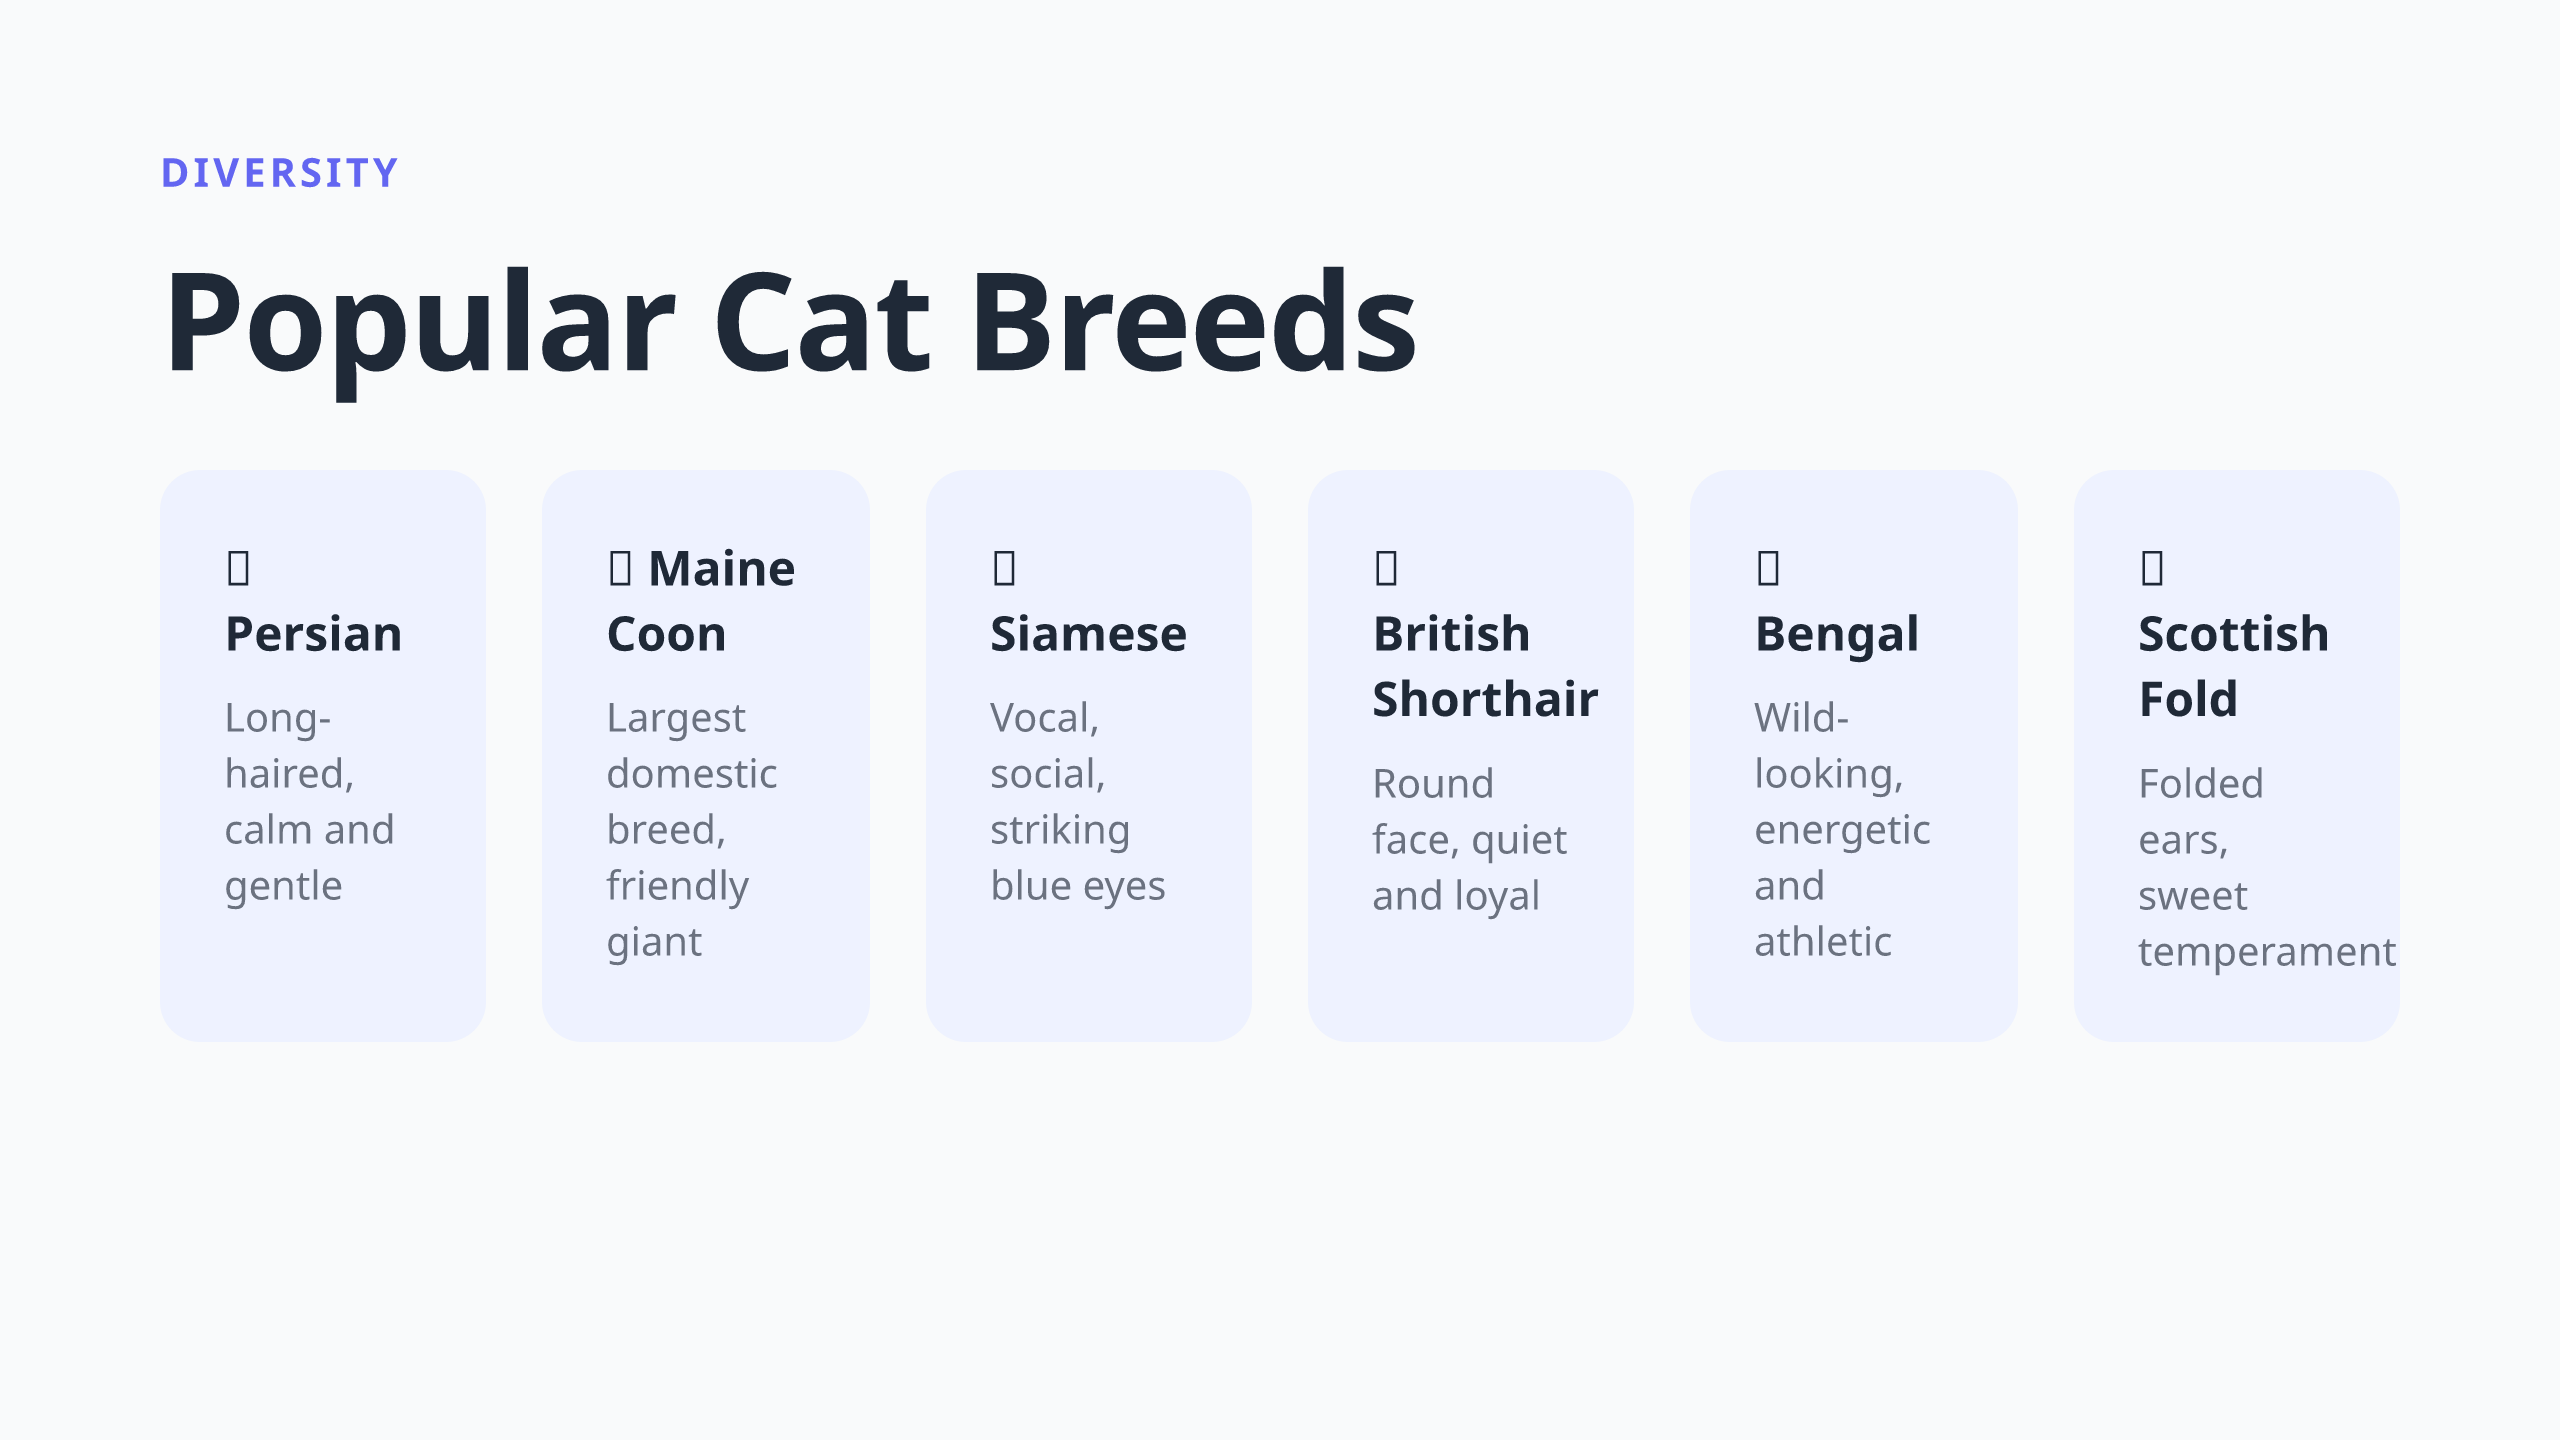 DIVERSITY
Popular Cat Breeds
Persian
Long-
haired,
calm and
gentle
Maine
Coon
Largest
domestic
breed,
friendly
giant
Siamese
Vocal,
social,
striking
blue eyes
British
Shorthair
Round
face, quiet
and loyal
Bengal
Wild-
looking,
energetic
and
athletic
Scottish
Fold
Folded
ears,
sweet
temperament